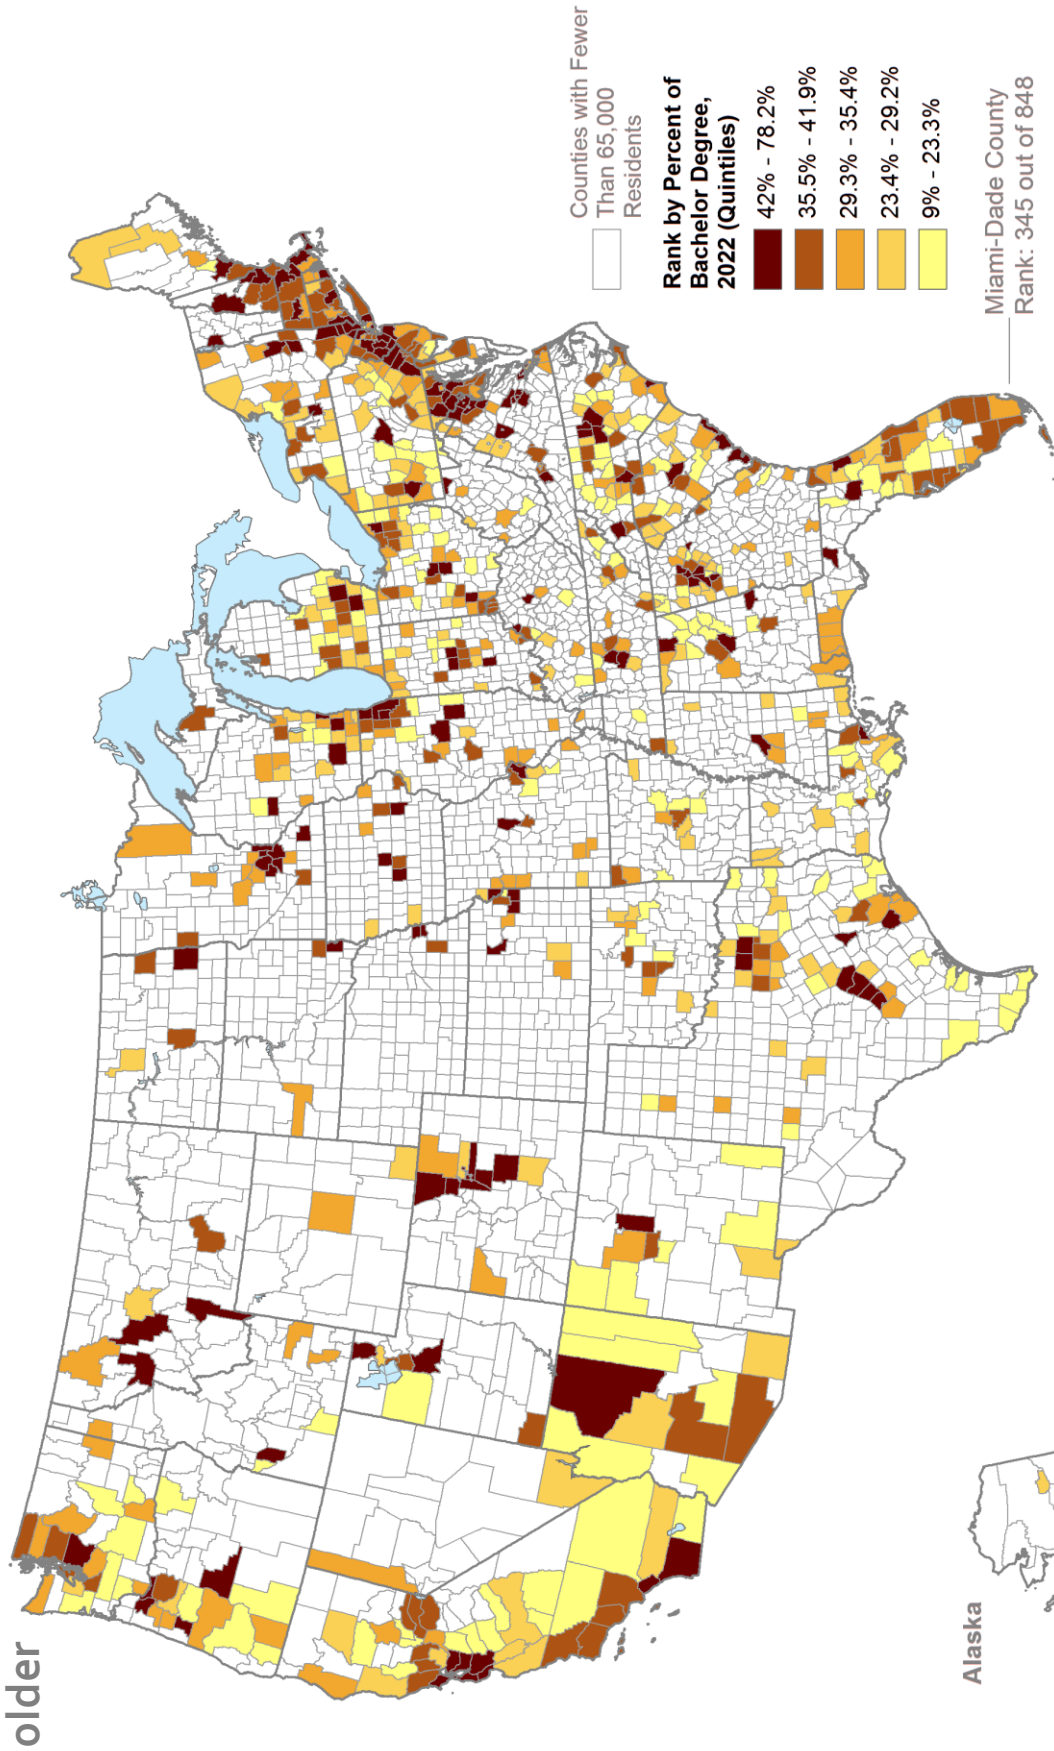 older
Counties with Fewer
Than 65,000
Residents
Rank by Percent of
Bachelor Degree,
2022 (Quintiles)
42% - 78.2%
35.5% - 41.9%
29.3% - 35.4%
23.4% - 29.2%
9% - 23.3%
Miami-Dade County
Rank: 345 out of 848
Alaska